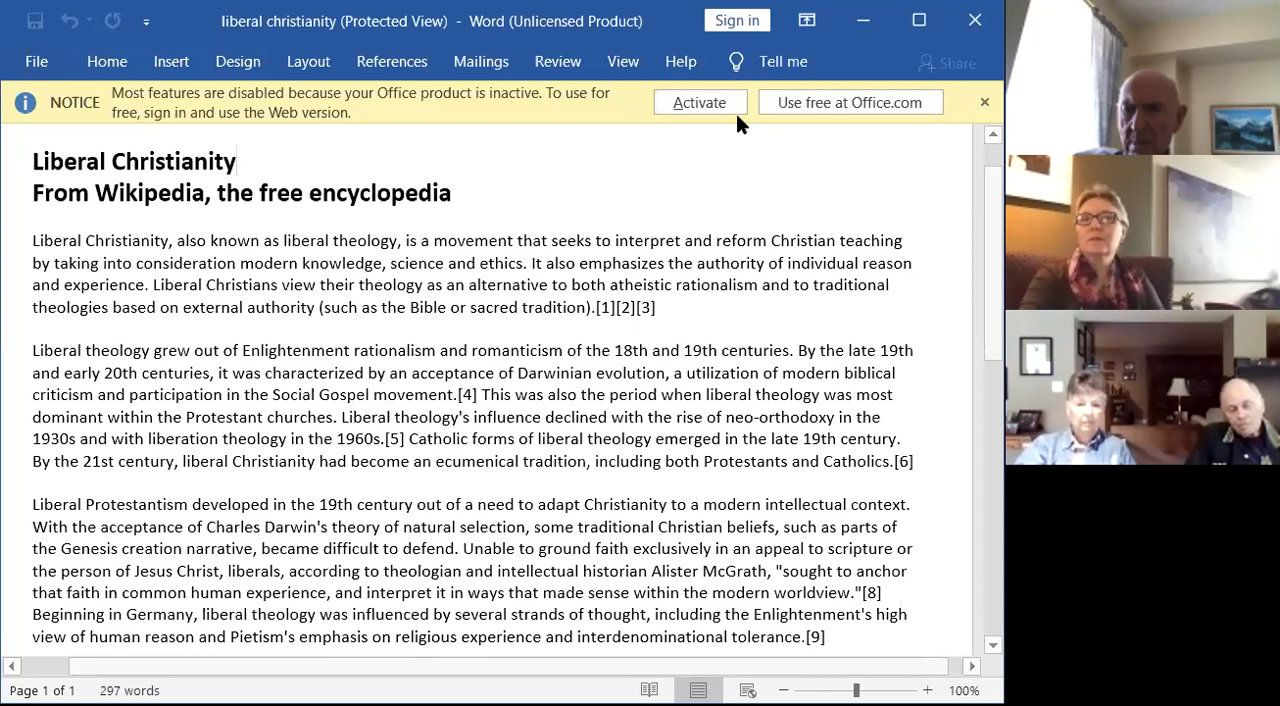 liberal christianity (Protected View) - Word (Unlicensed Product)
Sign in
File Home Insert Design Layout References Mailings Review View Help Tell me Share
NOTICE
Most features are disabled because your Office product is inactive. To use for
free, sign in and use the Web version.
Activate
Use free at Office.com
Liberal Christianity
From Wikipedia, the free encyclopedia
Liberal Christianity, also known as liberal theology, is a movement that seeks to interpret and reform Christian teaching
by taking into consideration modern knowledge, science and ethics. It also emphasizes the authority of individual reason
and experience. Liberal Christians view their theology as an alternative to both atheistic rationalism and to traditional
theologies based on external authority (such as the Bible or sacred tradition).[1][2][3]
Liberal theology grew out of Enlightenment rationalism and romanticism of the 18th and 19th centuries. By the late 19th
and early 20th centuries, it was characterized by an acceptance of Darwinian evolution, a utilization of modern biblical
criticism and participation in the Social Gospel movement.[4] This was also the period when liberal theology was most
dominant within the Protestant churches. Liberal theology's influence declined with the rise of neo-orthodoxy in the
1930s and with liberation theology in the 1960s.[5] Catholic forms of liberal theology emerged in the late 19th century.
By the 21st century, liberal Christianity had become an ecumenical tradition, including both Protestants and Catholics.[6]
Liberal Protestantism developed in the 19th century out of a need to adapt Christianity to a modern intellectual context.
With the acceptance of Charles Darwin's theory of natural selection, some traditional Christian beliefs, such as parts of
the Genesis creation narrative, became difficult to defend. Unable to ground faith exclusively in an appeal to scripture or
the person of Jesus Christ, liberals, according to theologian and intellectual historian Alister McGrath, "sought to anchor
that faith in common human experience, and interpret it in ways that made sense within the modern worldview."[8]
Beginning in Germany, liberal theology was influenced by several strands of thought, including the Enlightenment's high
view of human reason and Pietism's emphasis on religious experience and interdenominational tolerance.[9]
Page 1 of 1 297 words
100%